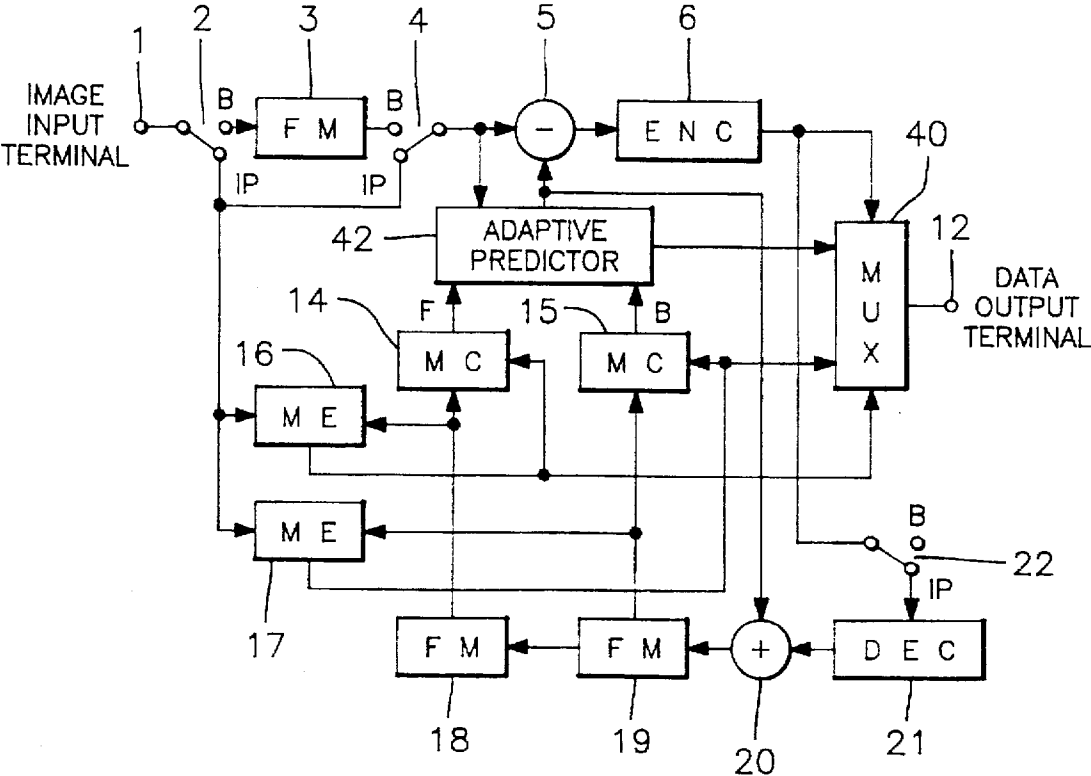 1
2
3
4
5
6
IMAGE
INPUT
TERMINAL
B
F M
B
−
E N C
40
IP
IP
42
ADAPTIVE
PREDICTOR
12
M
U
X
DATA
OUTPUT
TERMINAL
14
F
15
B
M C
M C
16
M E
M E
17
B
22
IP
F M
F M
+
D E C
18
19
20
21